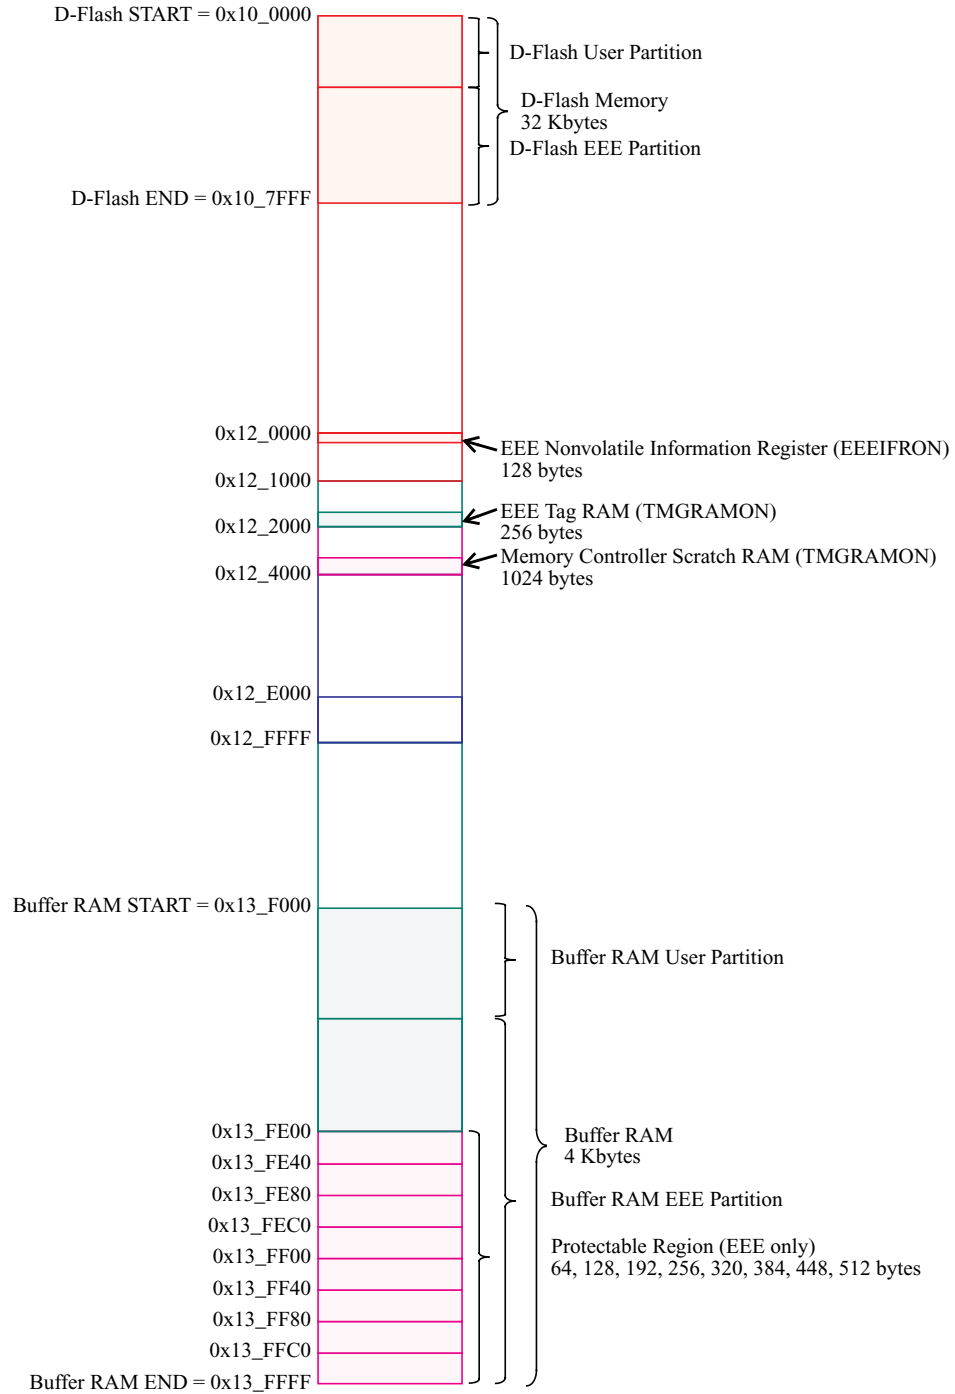 D-Flash START = 0x10_0000
D-Flash User Partition
D-Flash Memory
32 Kbytes
D-Flash EEE Partition
D-Flash END = 0x10_7FFF
0x12_0000
EEE Nonvolatile Information Register (EEEIFRON)
128 bytes
0x12_1000
EEE Tag RAM (TMGRAMON)
256 bytes
0x12_2000
Memory Controller Scratch RAM (TMGRAMON)
1024 bytes
0x12_4000
0x12_E000
0x12_FFFF
Buffer RAM START = 0x13_F000
Buffer RAM User Partition
0x13_FE00
Buffer RAM
4 Kbytes
0x13_FE40
0x13_FE80
Buffer RAM EEE Partition
0x13_FEC0
0x13_FF00
Protectable Region (EEE only)
64, 128, 192, 256, 320, 384, 448, 512 bytes
0x13_FF40
0x13_FF80
0x13_FFC0
Buffer RAM END = 0x13_FFFF